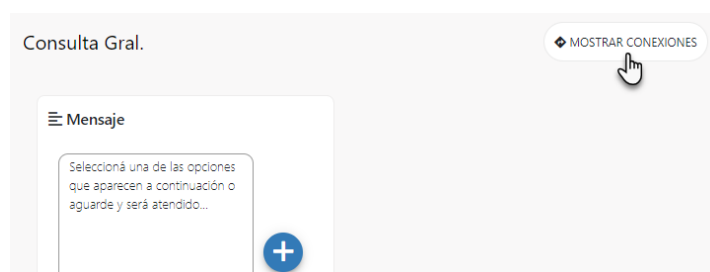 Consulta Gral.
MOSTRAR CONEXIONES
Mensaje
Seleccioná una de las opciones
que aparecen a continuación o
aguarde y será atendido...